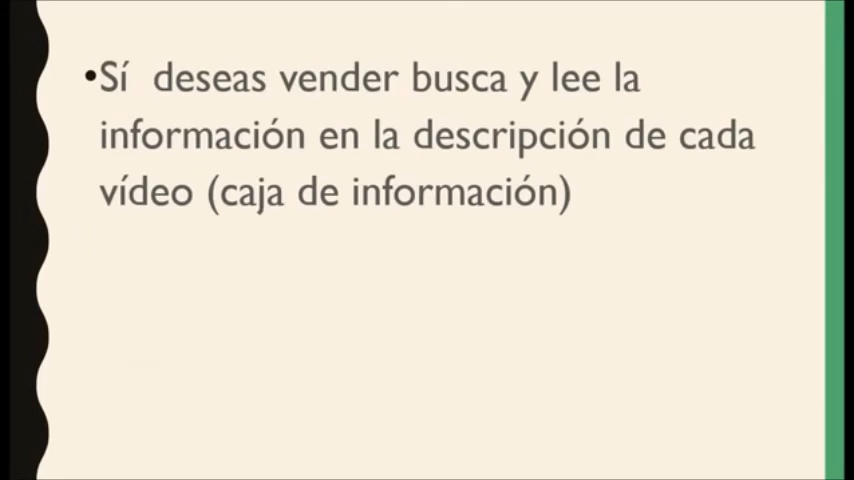 •Sí  deseas vender busca y lee la
información en la descripción de cada
vídeo (caja de información)